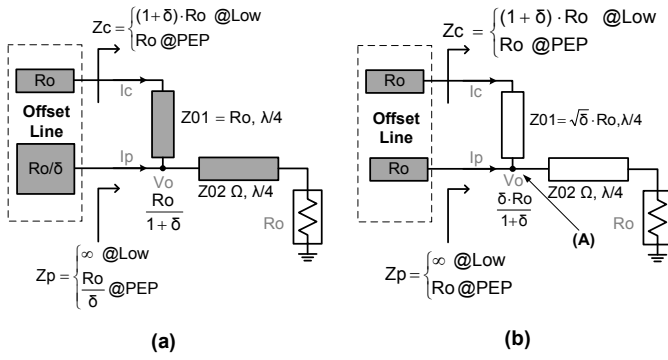 Zc = { (1+δ)·Ro @Low
Ro @PEP
Ro
Offset
Line
Ro/δ
Ic
Z01 = Ro, λ/4
Ip
Vo
Ro
1+δ
Z02 Ω, λ/4
Ro
Zp = { ∞ @Low
Ro
δ @PEP
(a)
Zc = { (1+δ)·Ro @Low
Ro @PEP
Ro
Offset
Line
Ro
Ic
Z01=√δ·Ro,λ/4
Ip
Vo
δ·Ro
1+δ
Z02 Ω, λ/4
(A)
Ro
Zp = { ∞ @Low
Ro @PEP
(b)